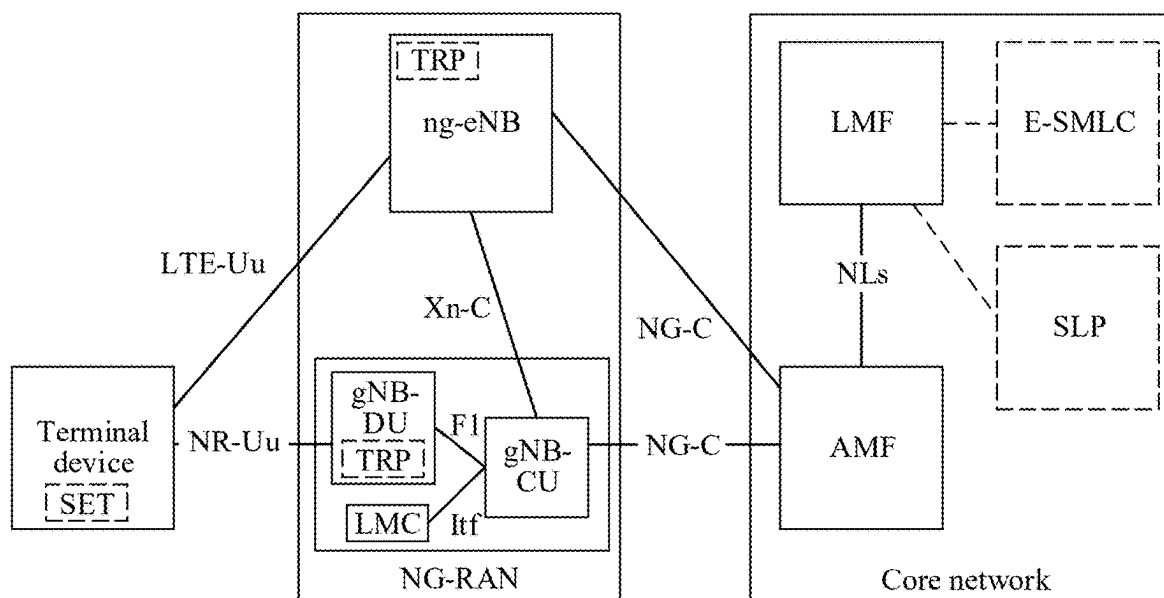 TRP
ng-eNB
LMF
E-SMLC
LTE-Uu
Xn-C
NG-C
NLs
SLP
Terminal
device
SET
NR-Uu
gNB-
DU
TRP
F1
gNB-
CU
LMC
Itf
NG-C
AMF
NG-RAN
Core network